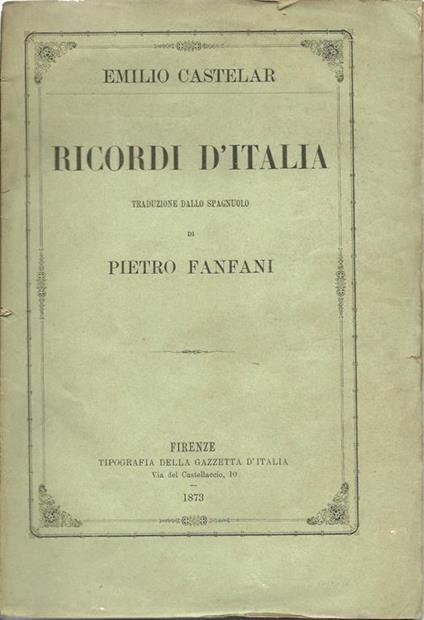 EMILIO CASTELAR
RICORDI D'ITALIA
TRADUZIONE DALLO SPAGNUOLO
DI
PIETRO FANFANI
FIRENZE
TIPOGRAFIA DELLA GAZZETTA D'ITALIA
Via del Castellaccio, 10
—
1873